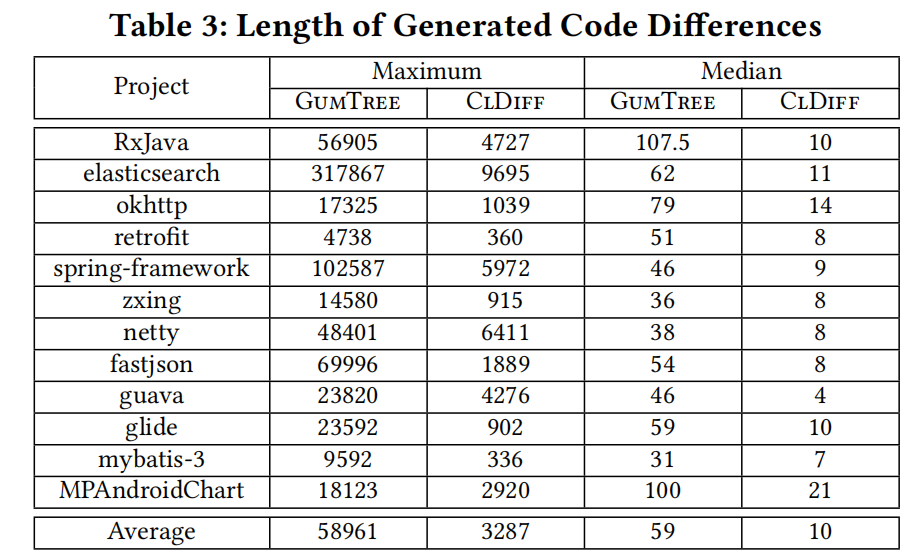 Table 3: Length of Generated Code Differences
Project Maximum Median
GUMTREE CLDIFF GUMTREE CLDIFF
RxJava 56905 4727 107.5 10
elasticsearch 317867 9695 62 11
okhttp 17325 1039 79 14
retrofit 4738 360 51 8
spring-framework 102587 5972 46 9
zxing 14580 915 36 8
netty 48401 6411 38 8
fastjson 69996 1889 54 8
guava 23820 4276 46 4
glide 23592 902 59 10
mybatis-3 9592 336 31 7
MPAndroidChart 18123 2920 100 21
Average 58961 3287 59 10